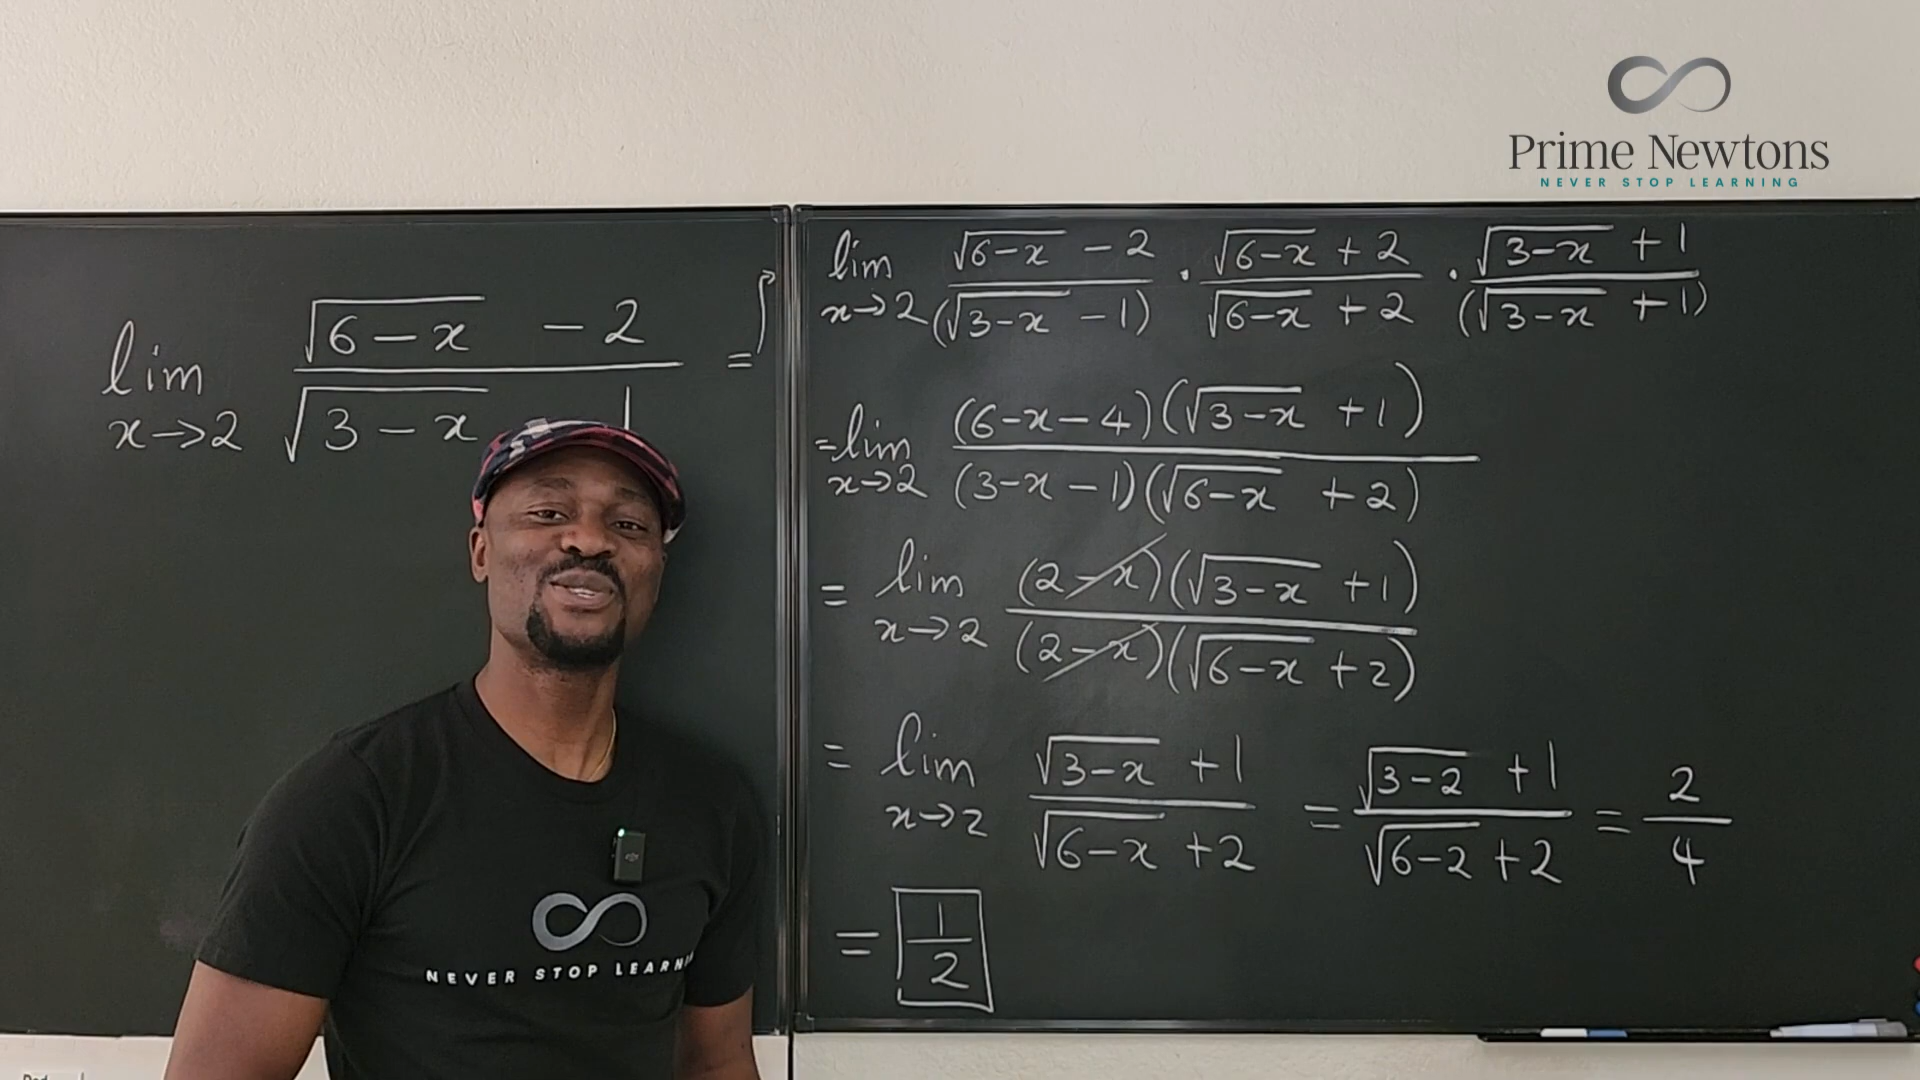 Prime Newtons
NEVER STOP LEARNING
lim x→2 (√(6-x) - 2)/(√(3-x) 1) =
lim x→2 (√(6-x) - 2)/((√(3-x) - 1)) · (√(6-x) + 2)/(√(6-x) + 2) · (√(3-x) + 1)/((√(3-x) + 1))
= lim x→2 ((6-x-4)(√(3-x) + 1))/((3-x-1)(√(6-x) + 2))
= lim x→2 ((2-x)(√(3-x) + 1))/((2-x)(√(6-x) + 2))
= lim x→2 (√(3-x) + 1)/(√(6-x) + 2) = (√(3-2) + 1)/(√(6-2) + 2) = 2/4
= 1/2
NEVER STOP LEARN